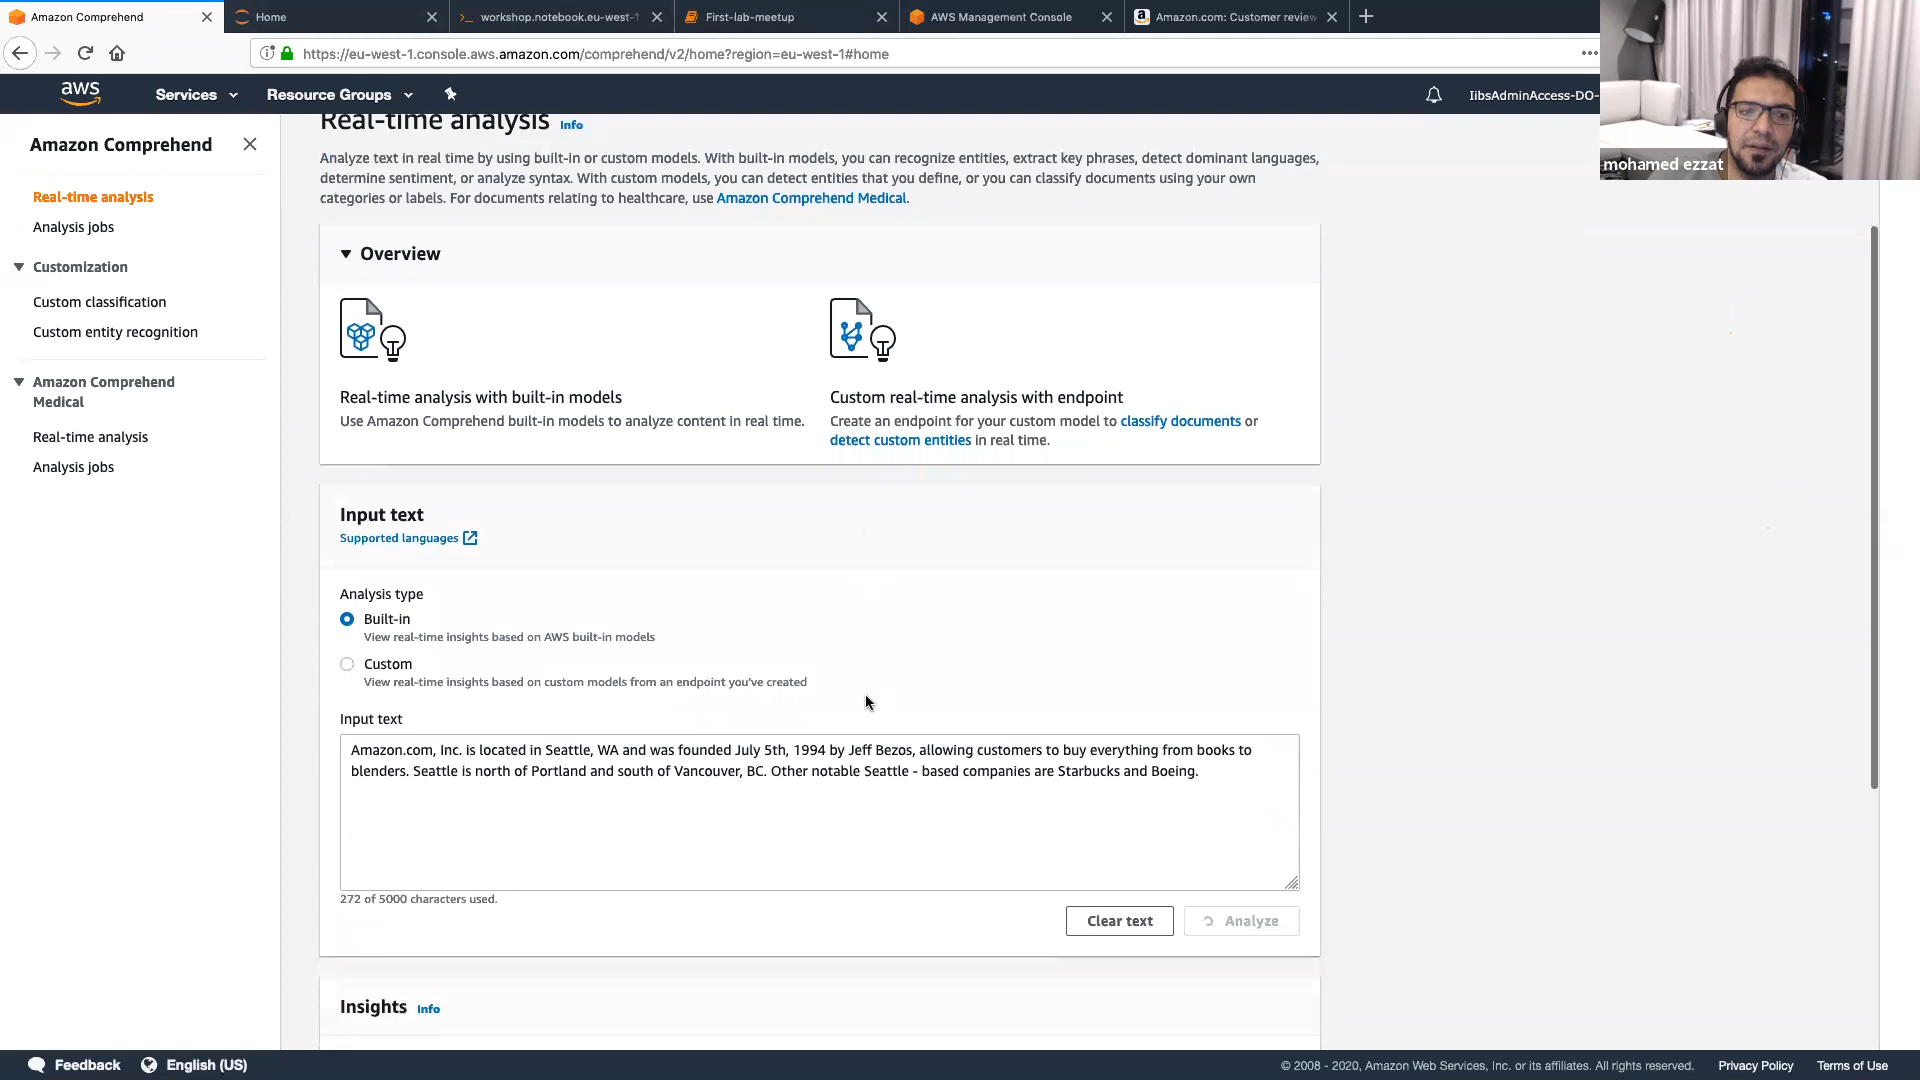 Amazon Comprehend
Home
workshop.notebook.eu-west-1
First-lab-meetup
AWS Management Console
Amazon.com: Customer review
https://eu-west-1.console.aws.amazon.com/comprehend/v2/home?region=eu-west-1#home
aws
Services
Resource Groups
IibsAdminAccess-DO-
mohamed ezzat
Amazon Comprehend
Real-time analysis
Analysis jobs
Customization
Custom classification
Custom entity recognition
Amazon Comprehend
Medical
Real-time analysis
Analysis jobs
Real-time analysis Info
Analyze text in real time by using built-in or custom models. With built-in models, you can recognize entities, extract key phrases, detect dominant languages,
determine sentiment, or analyze syntax. With custom models, you can detect entities that you define, or you can classify documents using your own
categories or labels. For documents relating to healthcare, use Amazon Comprehend Medical.
Overview
Real-time analysis with built-in models
Use Amazon Comprehend built-in models to analyze content in real time.
Custom real-time analysis with endpoint
Create an endpoint for your custom model to classify documents or
detect custom entities in real time.
Input text
Supported languages
Analysis type
Built-in
View real-time insights based on AWS built-in models
Custom
View real-time insights based on custom models from an endpoint you've created
Input text
Amazon.com, Inc. is located in Seattle, WA and was founded July 5th, 1994 by Jeff Bezos, allowing customers to buy everything from books to
blenders. Seattle is north of Portland and south of Vancouver, BC. Other notable Seattle - based companies are Starbucks and Boeing.
272 of 5000 characters used.
Clear text
Analyze
Insights Info
Feedback
English (US)
© 2008 - 2020, Amazon Web Services, Inc. or its affiliates. All rights reserved.
Privacy Policy
Terms of Use